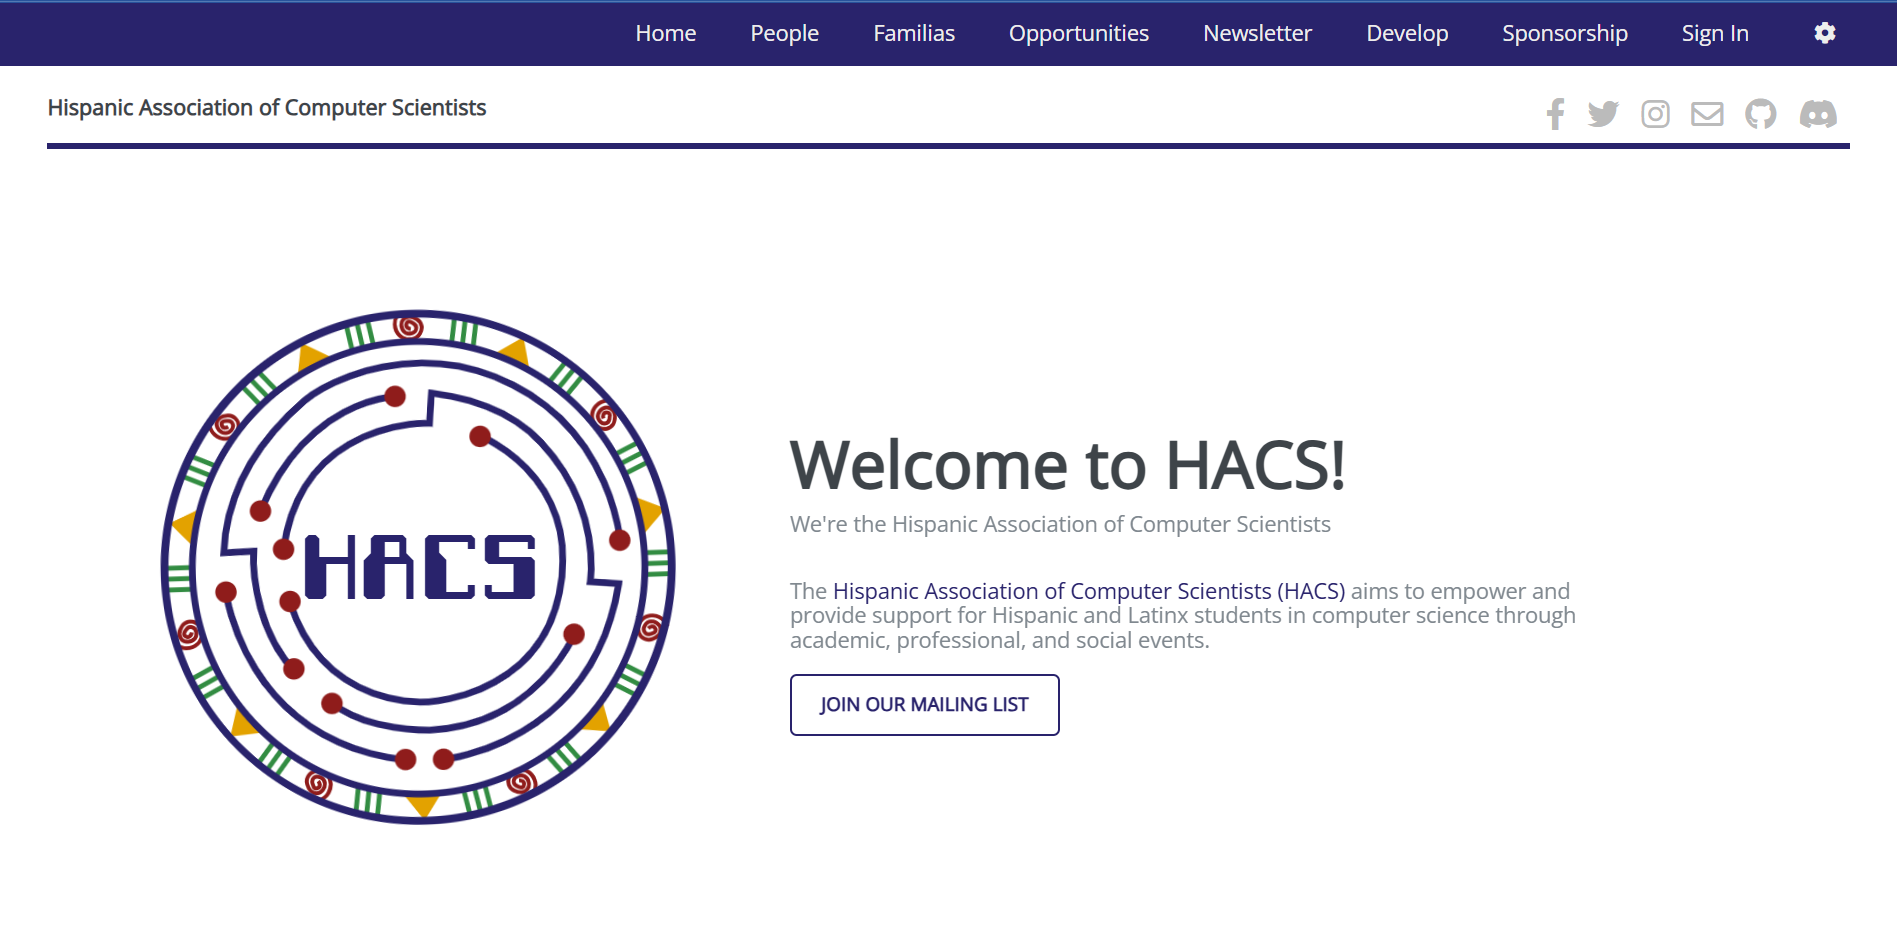 Home People Familias Opportunities Newsletter Develop Sponsorship Sign In
Hispanic Association of Computer Scientists
HACS
Welcome to HACS!
We're the Hispanic Association of Computer Scientists
The Hispanic Association of Computer Scientists (HACS) aims to empower and
provide support for Hispanic and Latinx students in computer science through
academic, professional, and social events.
JOIN OUR MAILING LIST